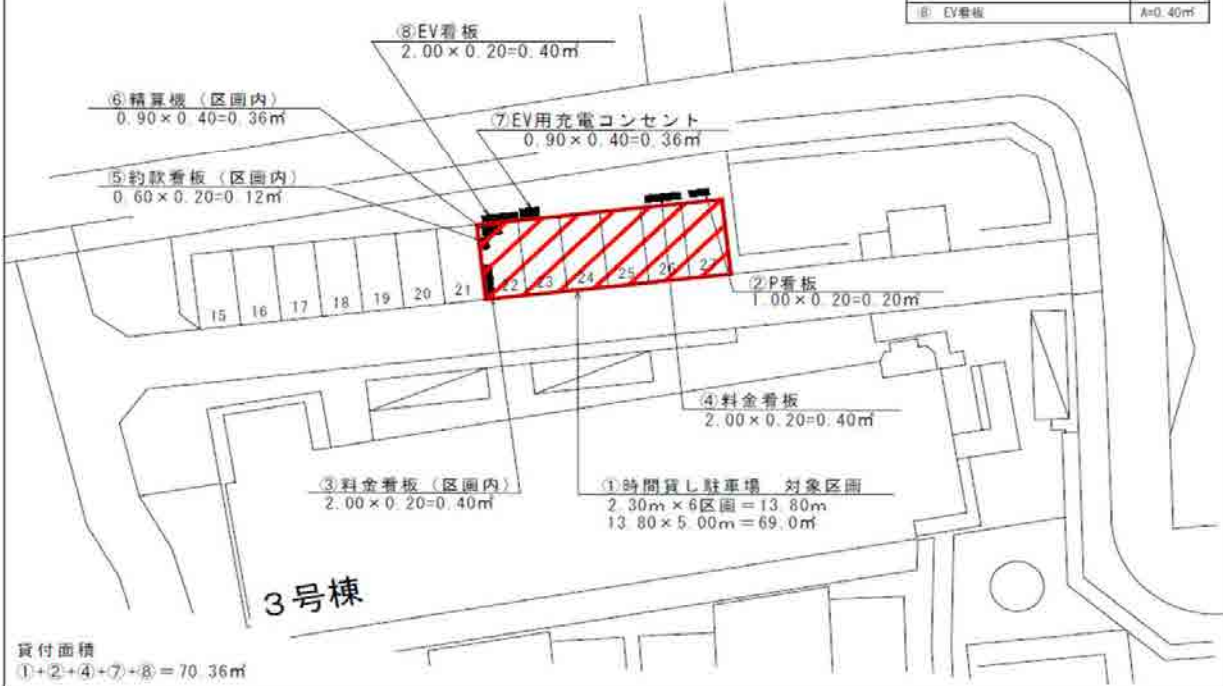 ⑧ EV看板 A=0.40㎡
⑧EV看板
2.00×0.20=0.40㎡
⑥精算機（区画内）
0.90×0.40=0.36㎡
⑦EV用充電コンセント
0.90×0.40=0.36㎡
⑤約款看板（区画内）
0.60×0.20=0.12㎡
15 16 17 18 19 20 21 22 23 24 25 26 27
②P看板
1.00×0.20=0.20㎡
④料金看板
2.00×0.20=0.40㎡
③料金看板（区画内）
2.00×0.20=0.40㎡
①時間貸し駐車場 対象区画
2.30m×6区画=13.80m
13.80×5.00m=69.0㎡
3号棟
貸付面積
①+②+④+⑦+⑧=70.36㎡